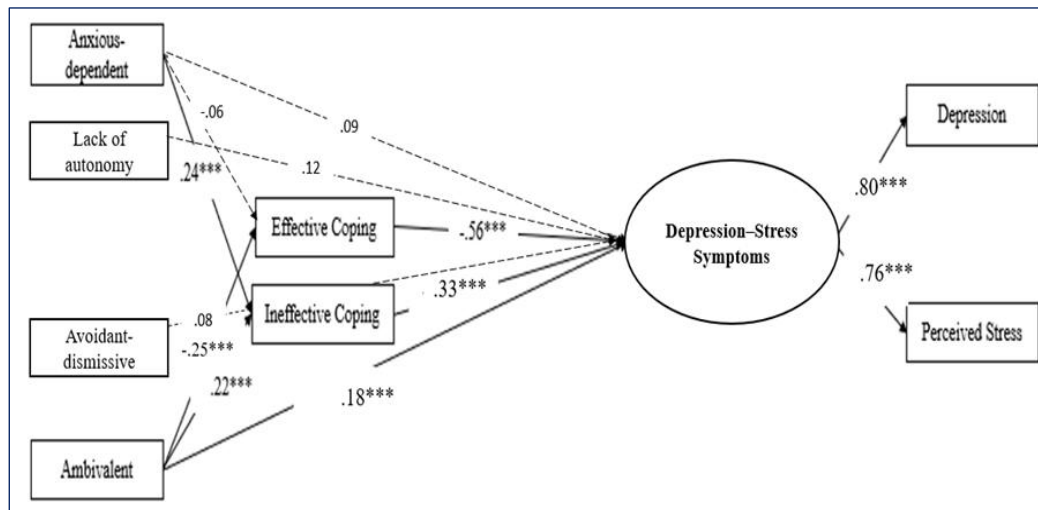 Anxious-
dependent
Depression
-.06
.09
Lack of
autonomy
.24***
.12
.80***
Effective Coping
-.56***
Depression–Stress
Symptoms
.76***
Ineffective Coping
.33***
.08
Avoidant-
dismissive
-.25***
Perceived Stress
.22***
.18***
Ambivalent